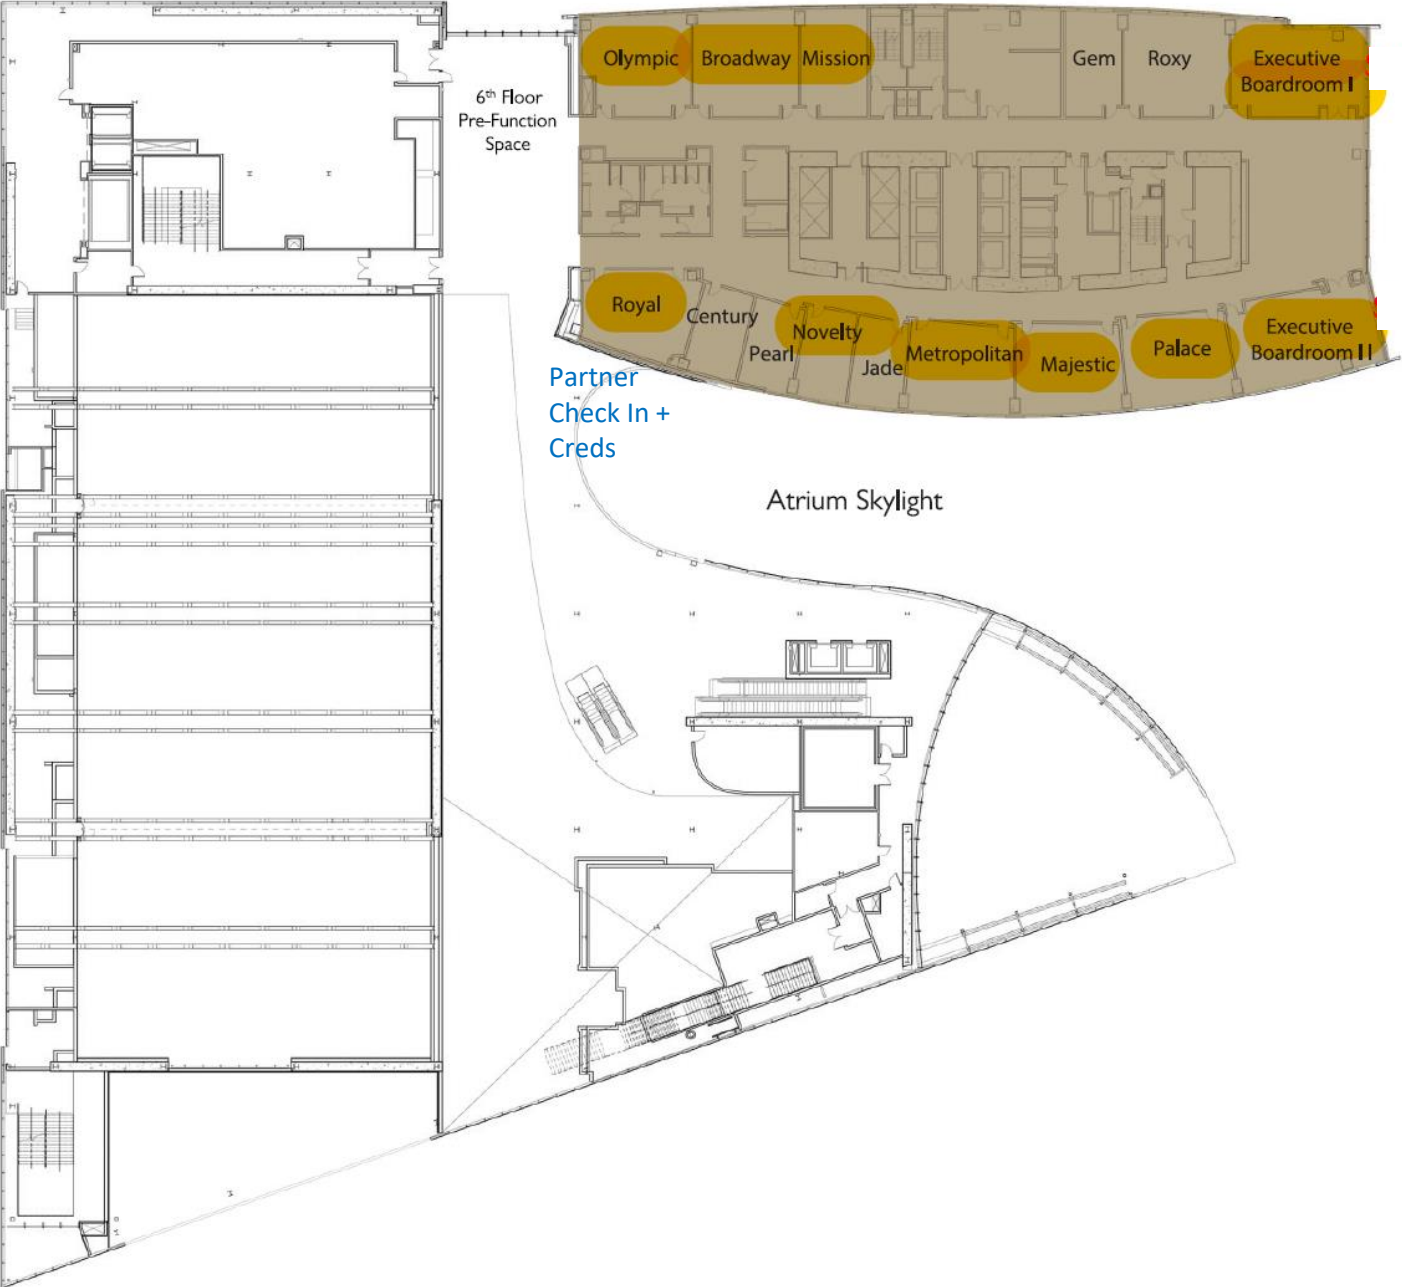 Olympic
Broadway
Mission
Gem
Roxy
Executive
Boardroom I
6th Floor
Pre-Function
Space
Royal
Century
Pearl
Novelty
Jade
Metropolitan
Majestic
Palace
Executive
Boardroom II
Partner
Check In +
Creds
Atrium Skylight